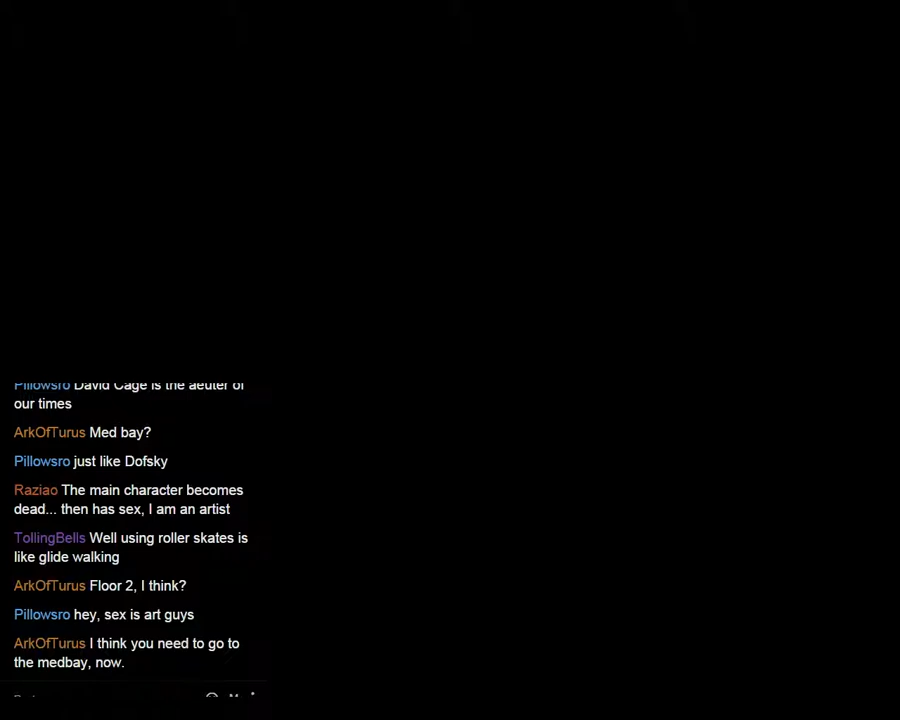 Pillowsro David Cage is the aeuter of
our times
ArkOfTurus Med bay?
Pillowsro just like Dofsky
Raziao The main character becomes
dead... then has sex, I am an artist
TollingBells Well using roller skates is
like glide walking
ArkOfTurus Floor 2, I think?
Pillowsro hey, sex is art guys
ArkOfTurus I think you need to go to
the medbay, now.